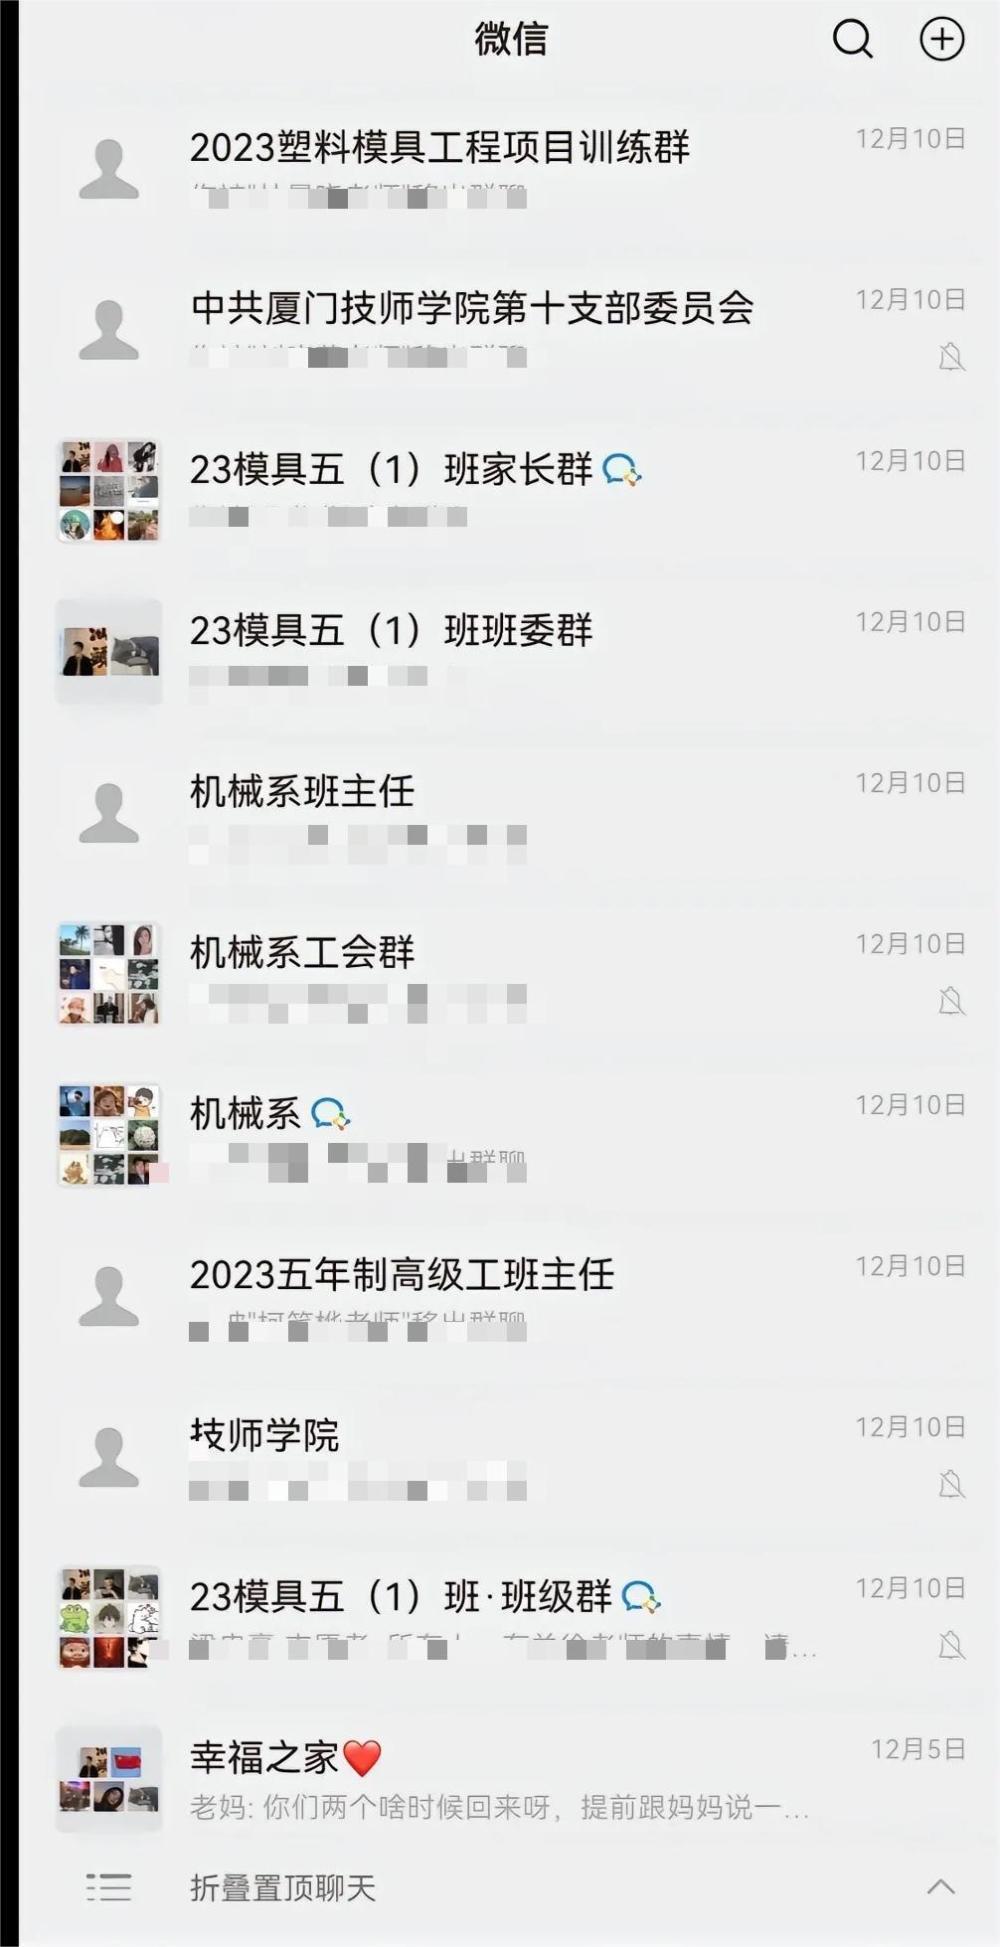 微信
2023塑料模具工程项目训练群
12月10日
中共厦门技师学院第十支部委员会
12月10日
23模具五（1）班家长群
12月10日
23模具五（1）班班委群
12月10日
机械系班主任
12月10日
机械系工会群
12月10日
机械系
12月10日
出群聊
2023五年制高级工班主任
12月10日
老师"移出群聊
技师学院
12月10日
23模具五（1）班·班级群
12月10日
幸福之家❤️
12月5日
老妈: 你们两个啥时候回来呀，提前跟妈妈说一...
折叠置顶聊天